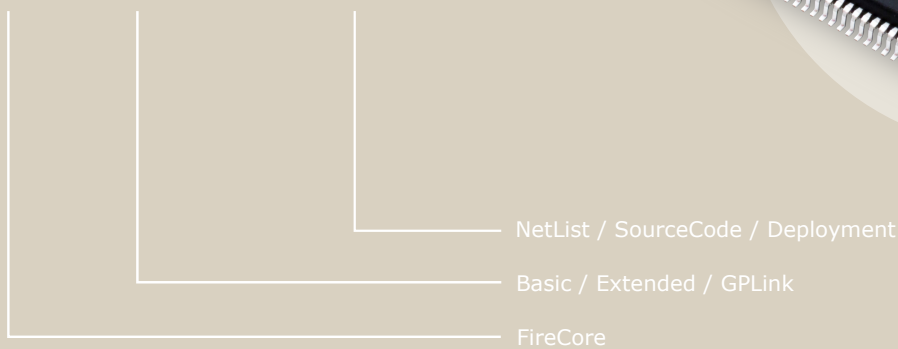 NetList / SourceCode / Deployment
Basic / Extended / GPLink
FireCore